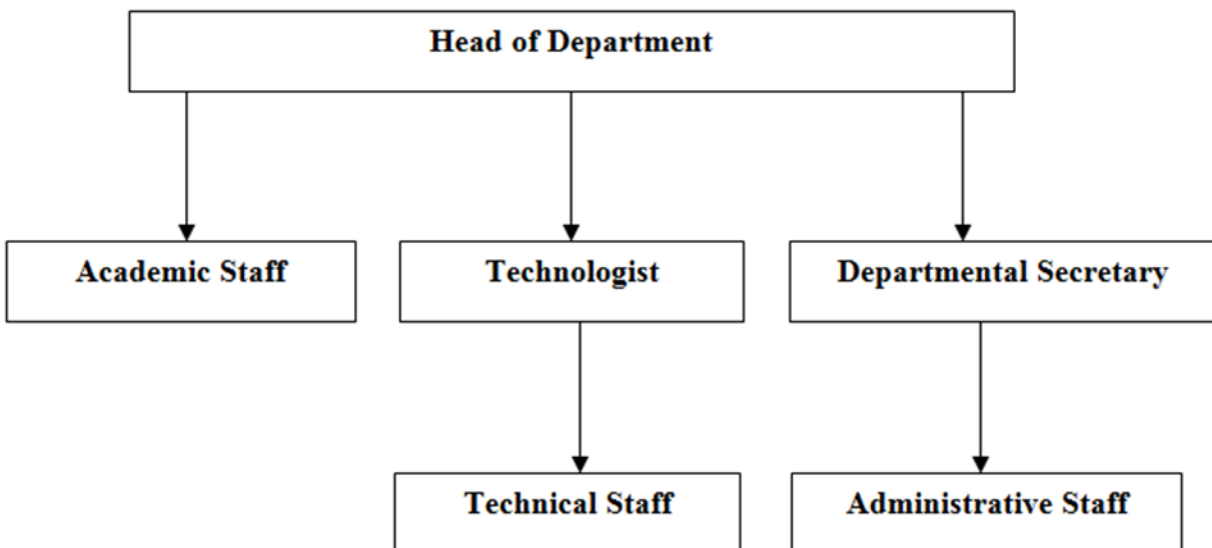 Head of Department
Academic Staff
Technologist
Departmental Secretary
Technical Staff
Administrative Staff